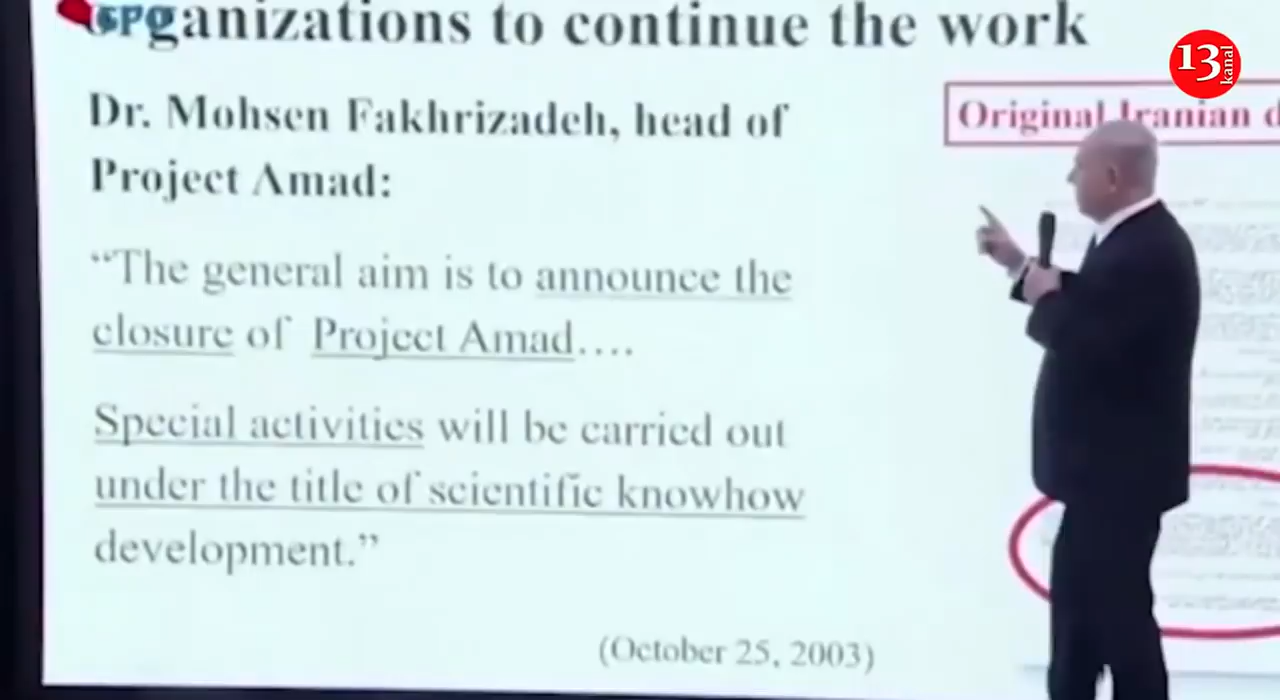 organizations to continue the work
13
kanal
Dr. Mohsen Fakhrizadeh, head of
Project Amad:
Original Iranian d
“The general aim is to announce the
closure of Project Amad....
Special activities will be carried out
under the title of scientific knowhow
development.”
(October 25, 2003)